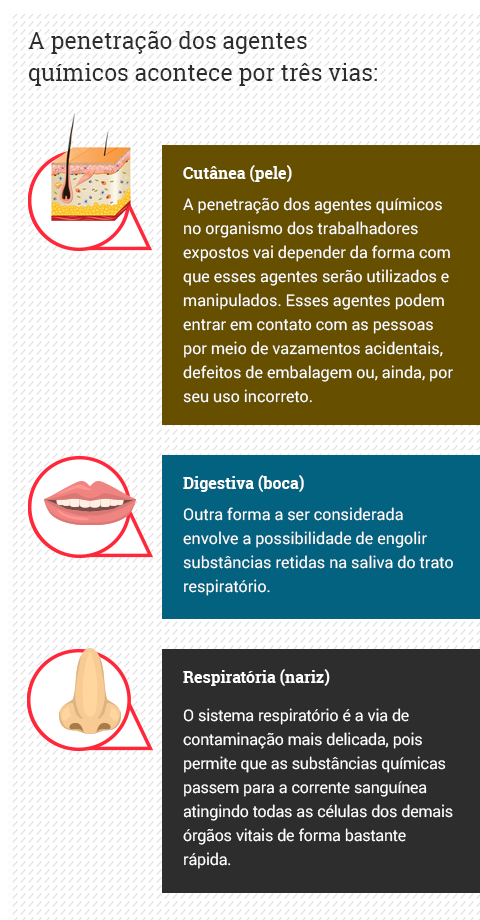 A penetração dos agentes
químicos acontece por três vias:
Cutânea (pele)
A penetração dos agentes químicos
no organismo dos trabalhadores
expostos vai depender da forma com
que esses agentes serão utilizados e
manipulados. Esses agentes podem
entrar em contato com as pessoas
por meio de vazamentos acidentais,
defeitos de embalagem ou, ainda, por
seu uso incorreto.
Digestiva (boca)
Outra forma a ser considerada
envolve a possibilidade de engolir
substâncias retidas na saliva do trato
respiratório.
Respiratória (nariz)
O sistema respiratório é a via de
contaminação mais delicada, pois
permite que as substâncias químicas
passem para a corrente sanguínea
atingindo todas as células dos demais
órgãos vitais de forma bastante
rápida.